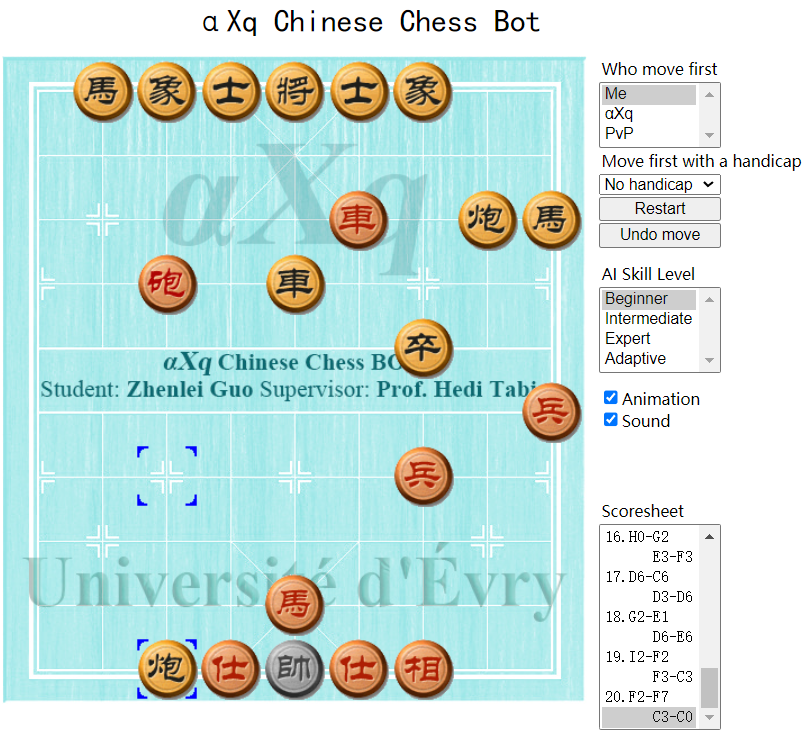 αXq Chinese Chess Bot
馬 象 士 將 士 象
αXq
車 炮 馬
砲 車
卒
αXq Chinese Chess BO
Student: Zhenlei Guo Supervisor: Prof. Hedi Tabi
兵
兵
Université d'Évry
馬
炮 仕 帥 仕 相
Who move first
Me
αXq
PvP
Move first with a handicap
No handicap
Restart
Undo move
AI Skill Level
Beginner
Intermediate
Expert
Adaptive
Animation
Sound
Scoresheet
16.H0-G2
E3-F3
17.D6-C6
D3-D6
18.G2-E1
D6-E6
19.I2-F2
F3-C3
20.F2-F7
C3-C0